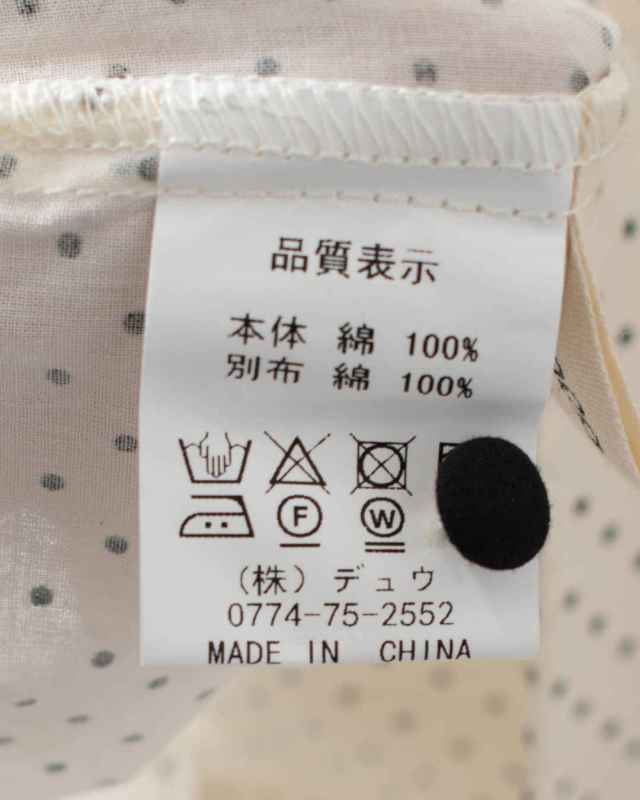 品質表示
本体 綿 100%
別布 綿 100%
F W
(株) デュウ
0774-75-2552
MADE IN CHINA